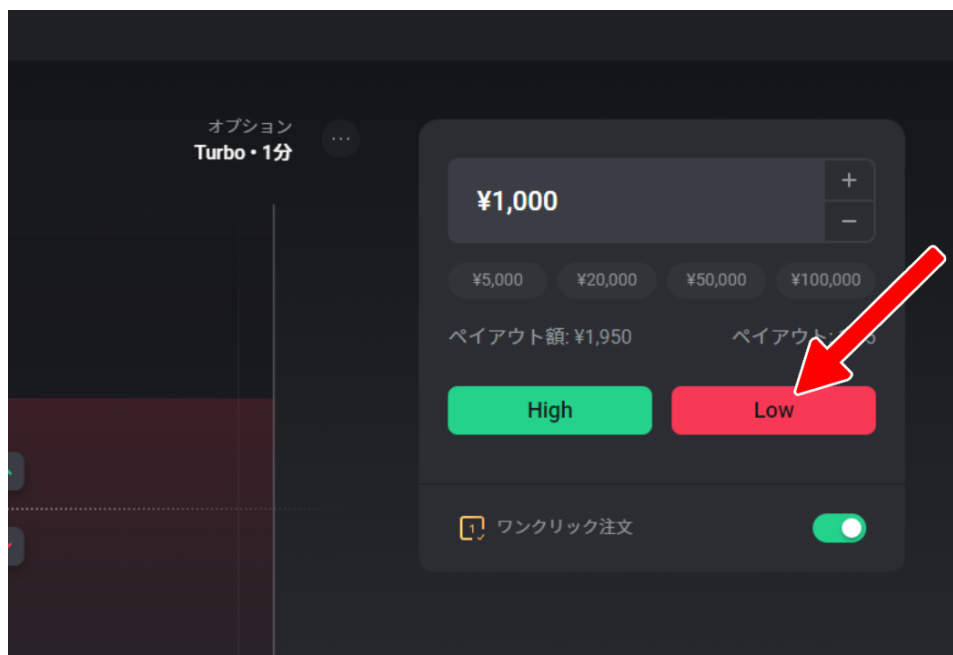 オプション
Turbo・1分
¥1,000
¥5,000 ¥20,000 ¥50,000 ¥100,000
ペイアウト額: ¥1,950 ペイアウト:
High Low
1 ワンクリック注文